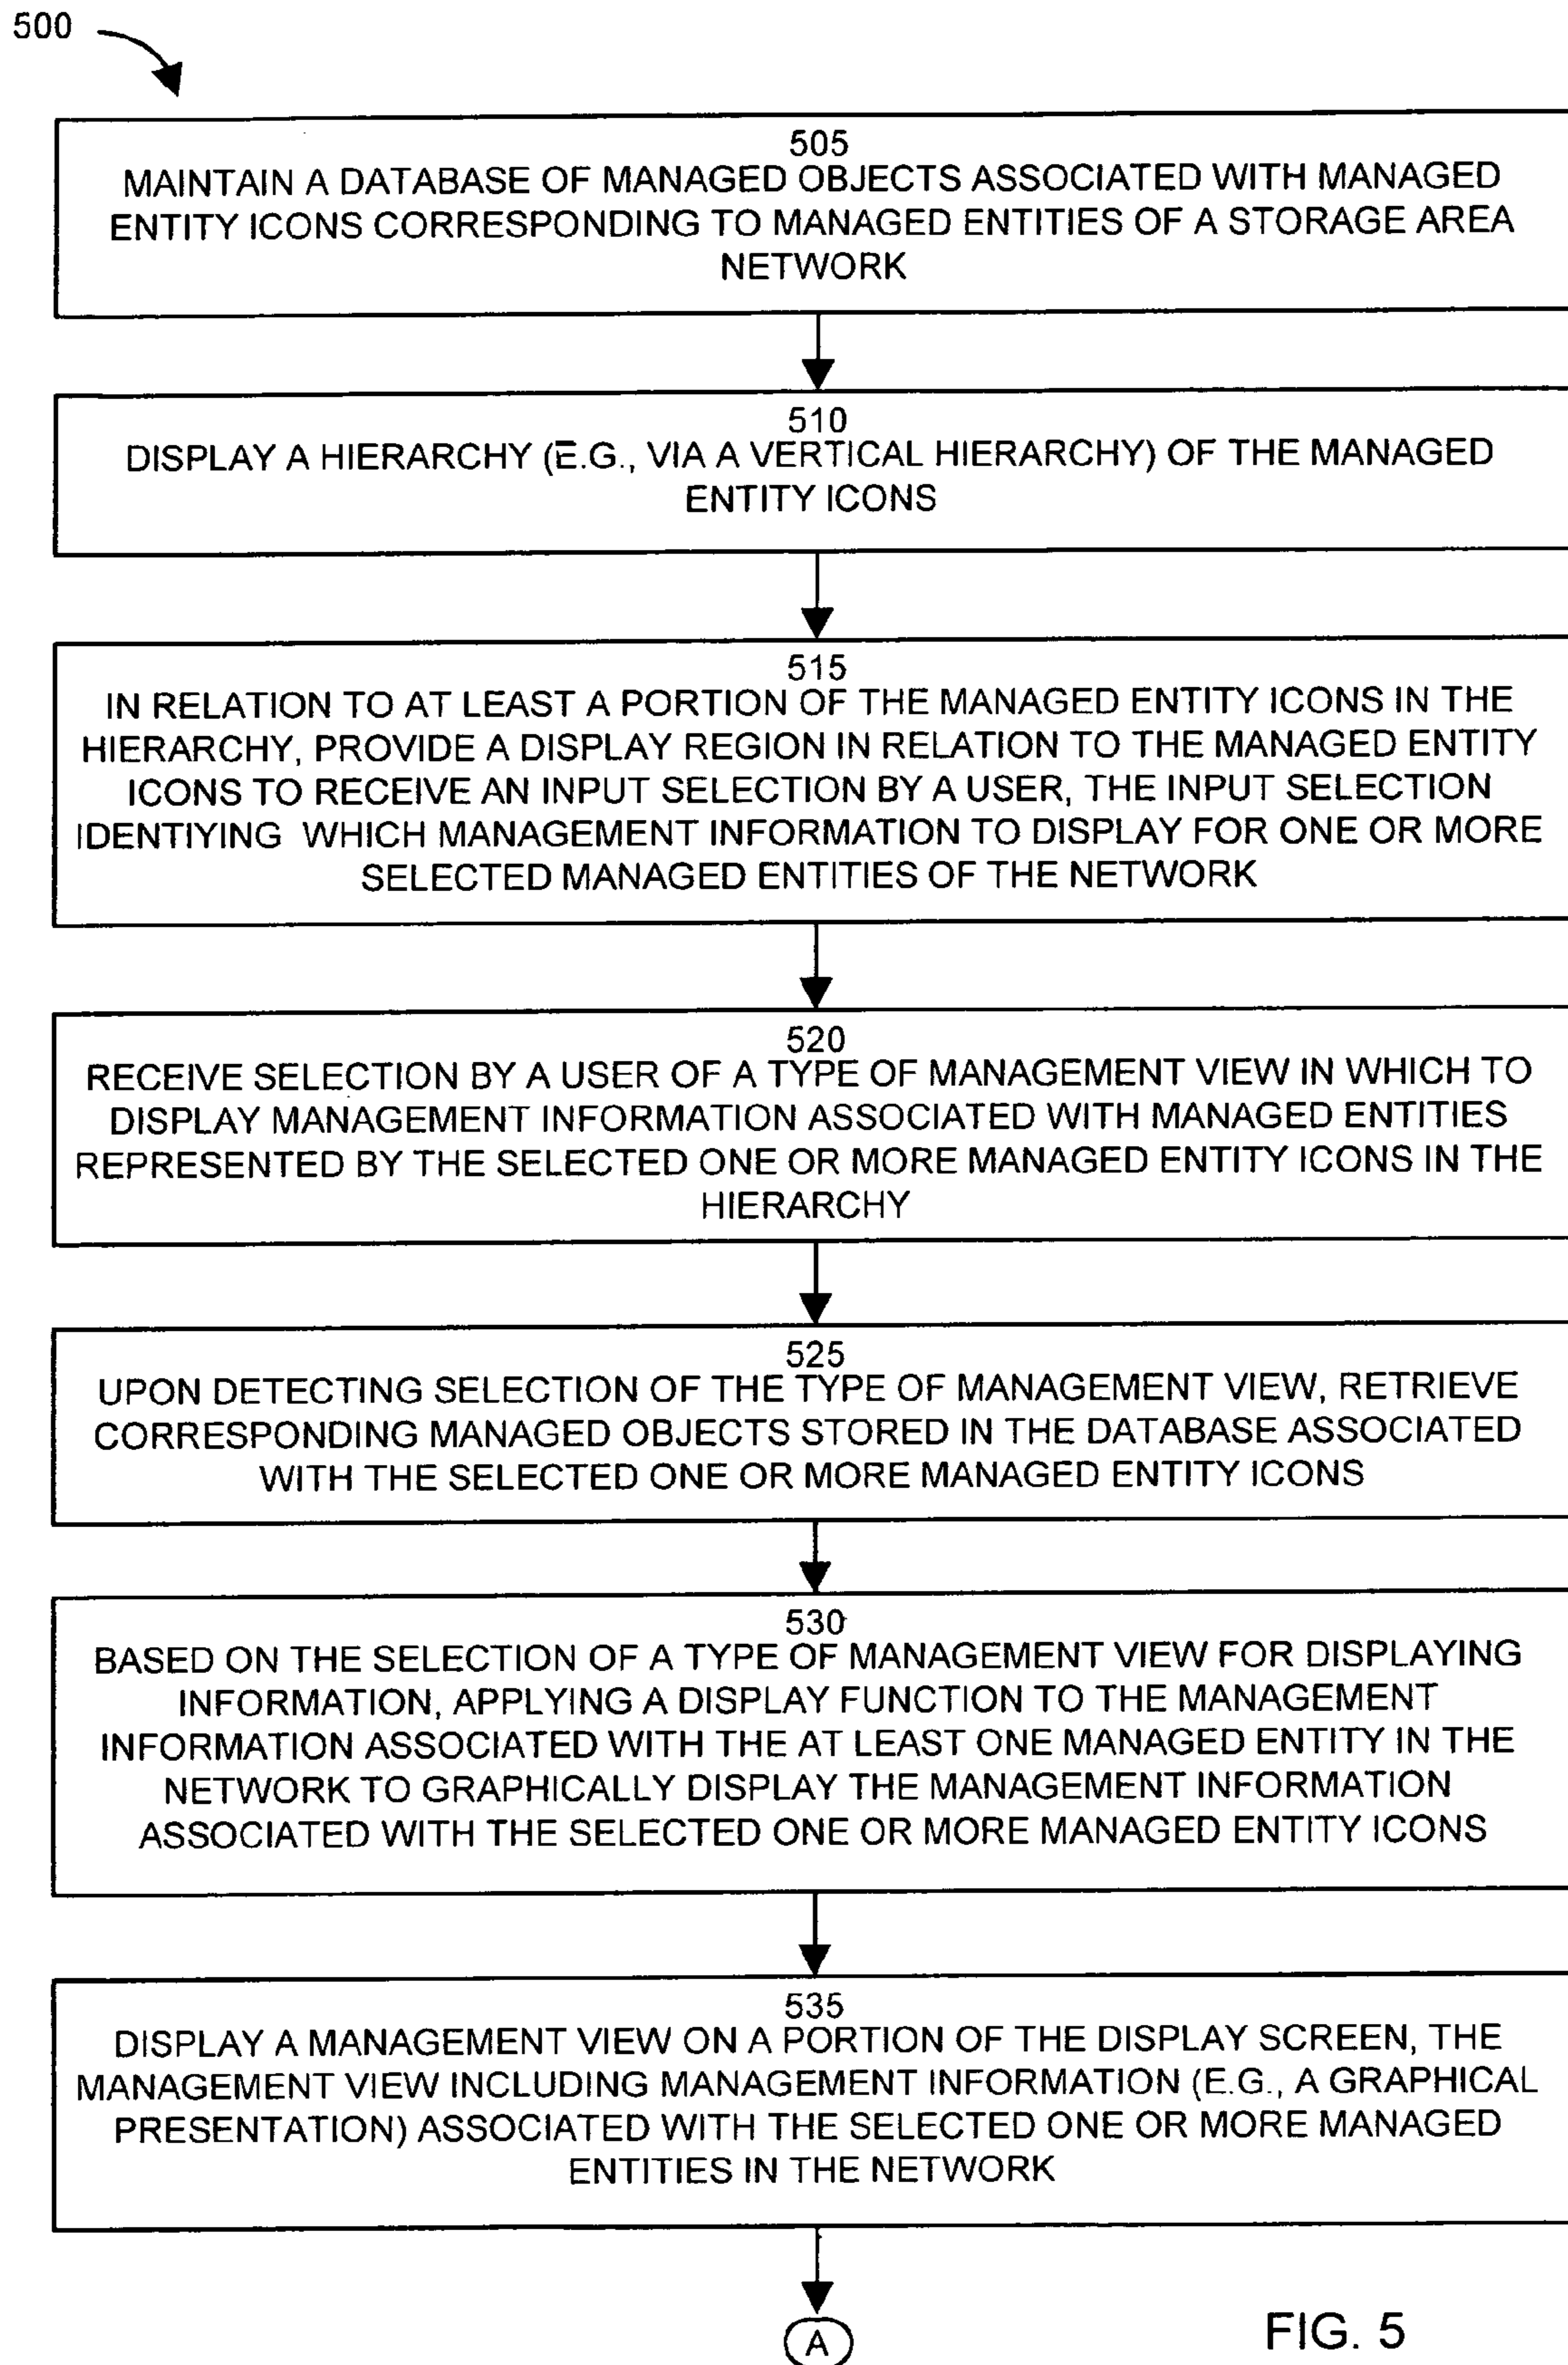 500
505
MAINTAIN A DATABASE OF MANAGED OBJECTS ASSOCIATED WITH MANAGED
ENTITY ICONS CORRESPONDING TO MANAGED ENTITIES OF A STORAGE AREA
NETWORK
510
DISPLAY A HIERARCHY (E.G., VIA A VERTICAL HIERARCHY) OF THE MANAGED
ENTITY ICONS
515
IN RELATION TO AT LEAST A PORTION OF THE MANAGED ENTITY ICONS IN THE
HIERARCHY, PROVIDE A DISPLAY REGION IN RELATION TO THE MANAGED ENTITY
ICONS TO RECEIVE AN INPUT SELECTION BY A USER, THE INPUT SELECTION
IDENTIYING WHICH MANAGEMENT INFORMATION TO DISPLAY FOR ONE OR MORE
SELECTED MANAGED ENTITIES OF THE NETWORK
520
RECEIVE SELECTION BY A USER OF A TYPE OF MANAGEMENT VIEW IN WHICH TO
DISPLAY MANAGEMENT INFORMATION ASSOCIATED WITH MANAGED ENTITIES
REPRESENTED BY THE SELECTED ONE OR MORE MANAGED ENTITY ICONS IN THE
HIERARCHY
525
UPON DETECTING SELECTION OF THE TYPE OF MANAGEMENT VIEW, RETRIEVE
CORRESPONDING MANAGED OBJECTS STORED IN THE DATABASE ASSOCIATED
WITH THE SELECTED ONE OR MORE MANAGED ENTITY ICONS
530
BASED ON THE SELECTION OF A TYPE OF MANAGEMENT VIEW FOR DISPLAYING
INFORMATION, APPLYING A DISPLAY FUNCTION TO THE MANAGEMENT
INFORMATION ASSOCIATED WITH THE AT LEAST ONE MANAGED ENTITY IN THE
NETWORK TO GRAPHICALLY DISPLAY THE MANAGEMENT INFORMATION
ASSOCIATED WITH THE SELECTED ONE OR MORE MANAGED ENTITY ICONS
535
DISPLAY A MANAGEMENT VIEW ON A PORTION OF THE DISPLAY SCREEN, THE
MANAGEMENT VIEW INCLUDING MANAGEMENT INFORMATION (E.G., A GRAPHICAL
PRESENTATION) ASSOCIATED WITH THE SELECTED ONE OR MORE MANAGED
ENTITIES IN THE NETWORK
A
FIG. 5